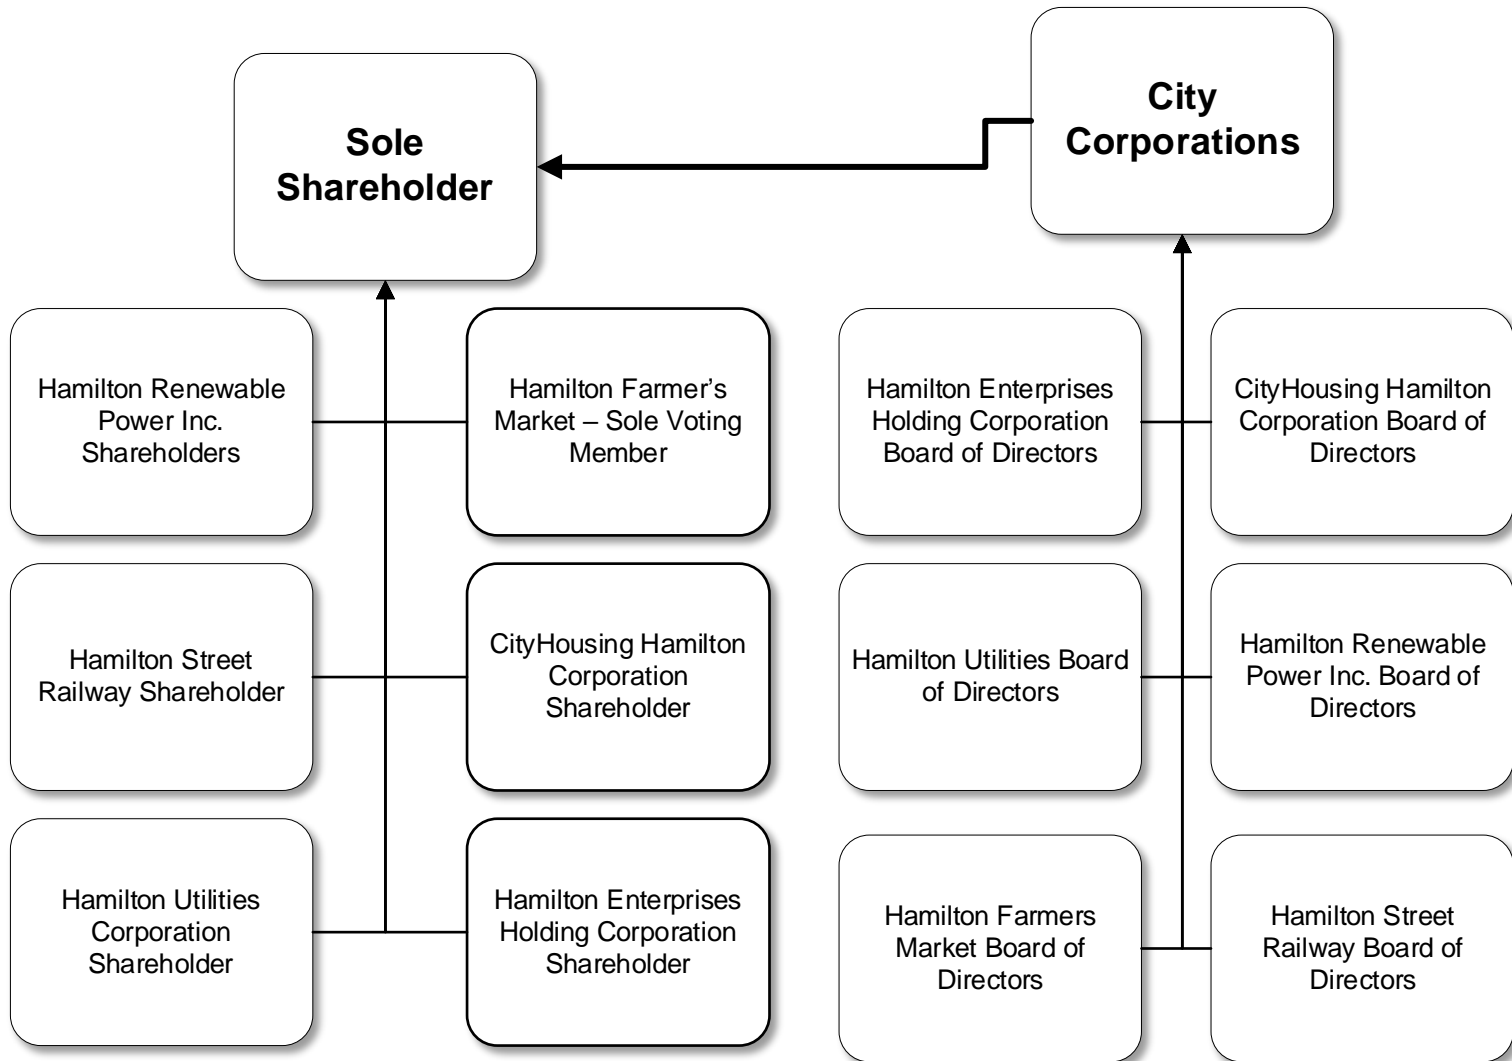 Sole
Shareholder
City
Corporations
Hamilton Renewable
Power Inc.
Shareholders
Hamilton Farmer’s
Market – Sole Voting
Member
Hamilton Enterprises
Holding Corporation
Board of Directors
CityHousing Hamilton
Corporation Board of
Directors
Hamilton Street
Railway Shareholder
CityHousing Hamilton
Corporation
Shareholder
Hamilton Utilities Board
of Directors
Hamilton Renewable
Power Inc. Board of
Directors
Hamilton Utilities
Corporation
Shareholder
Hamilton Enterprises
Holding Corporation
Shareholder
Hamilton Farmers
Market Board of
Directors
Hamilton Street
Railway Board of
Directors